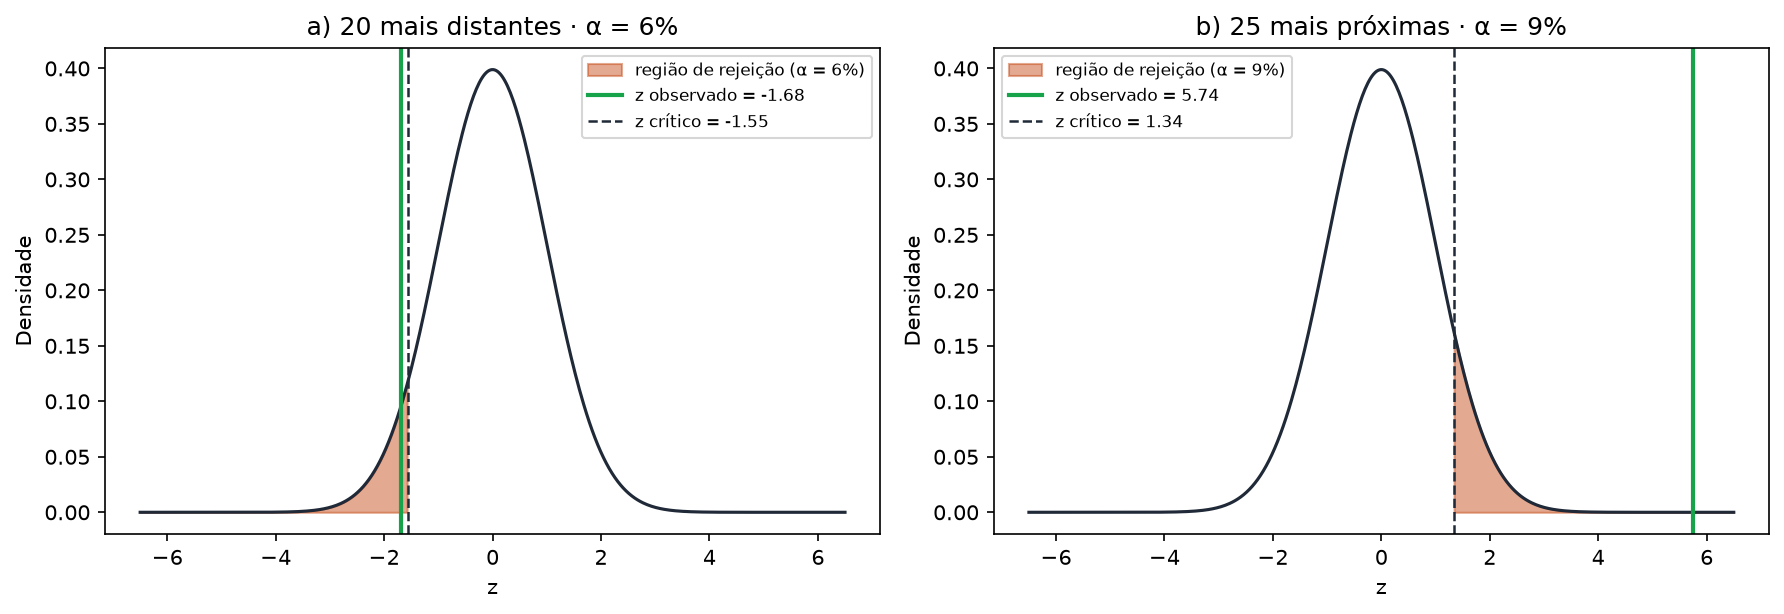 a) 20 mais distantes · α = 6%
região de rejeição (α = 6%)
z observado = -1.68
z crítico = -1.55
Densidade
0.40
0.35
0.30
0.25
0.20
0.15
0.10
0.05
0.00
−6
−4
−2
0
2
4
6
z
b) 25 mais próximas · α = 9%
região de rejeição (α = 9%)
z observado = 5.74
z crítico = 1.34
Densidade
0.40
0.35
0.30
0.25
0.20
0.15
0.10
0.05
0.00
−6
−4
−2
0
2
4
6
z